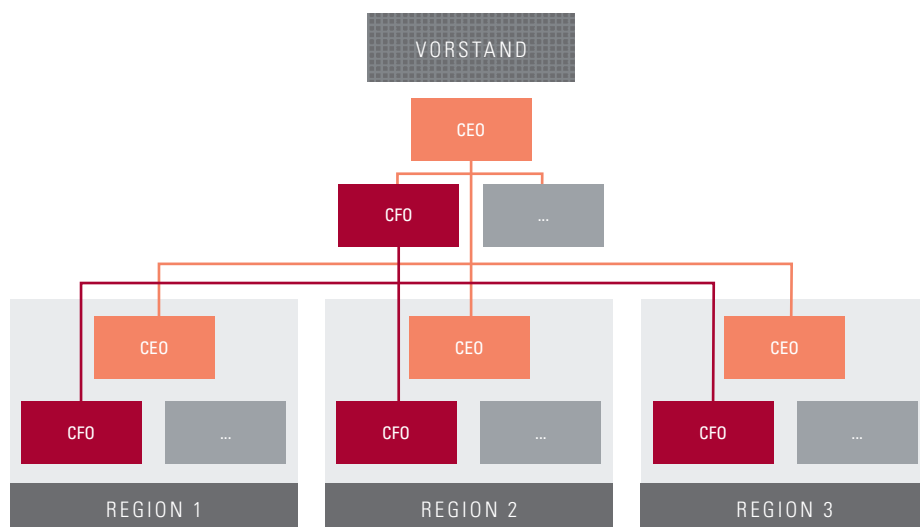 VORSTAND
CEO
CFO
...
CEO
CEO
CEO
CFO
...
CFO
...
CFO
...
REGION 1
REGION 2
REGION 3